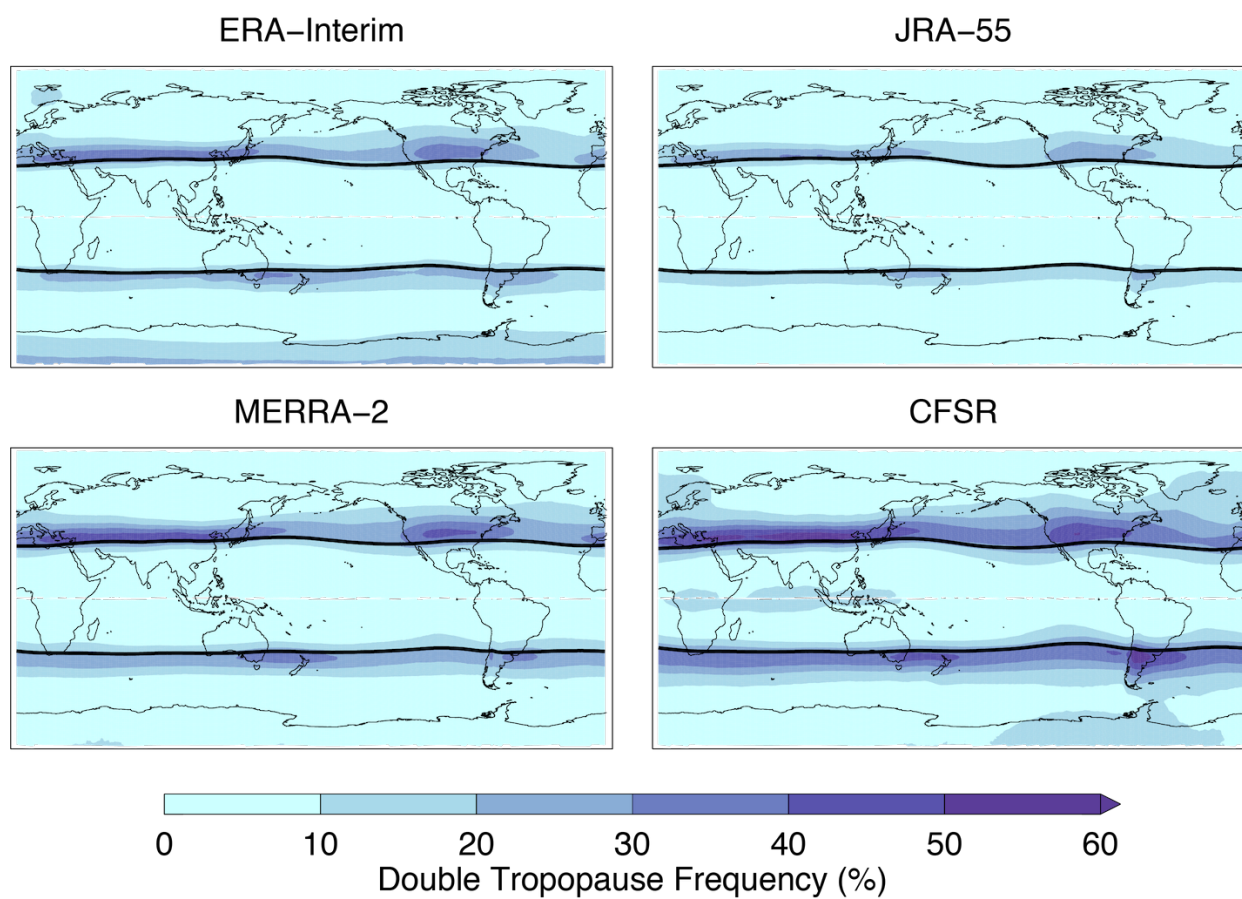 ERA−Interim
JRA−55
MERRA−2
CFSR
0 10 20 30 40 50 60
Double Tropopause Frequency (%)